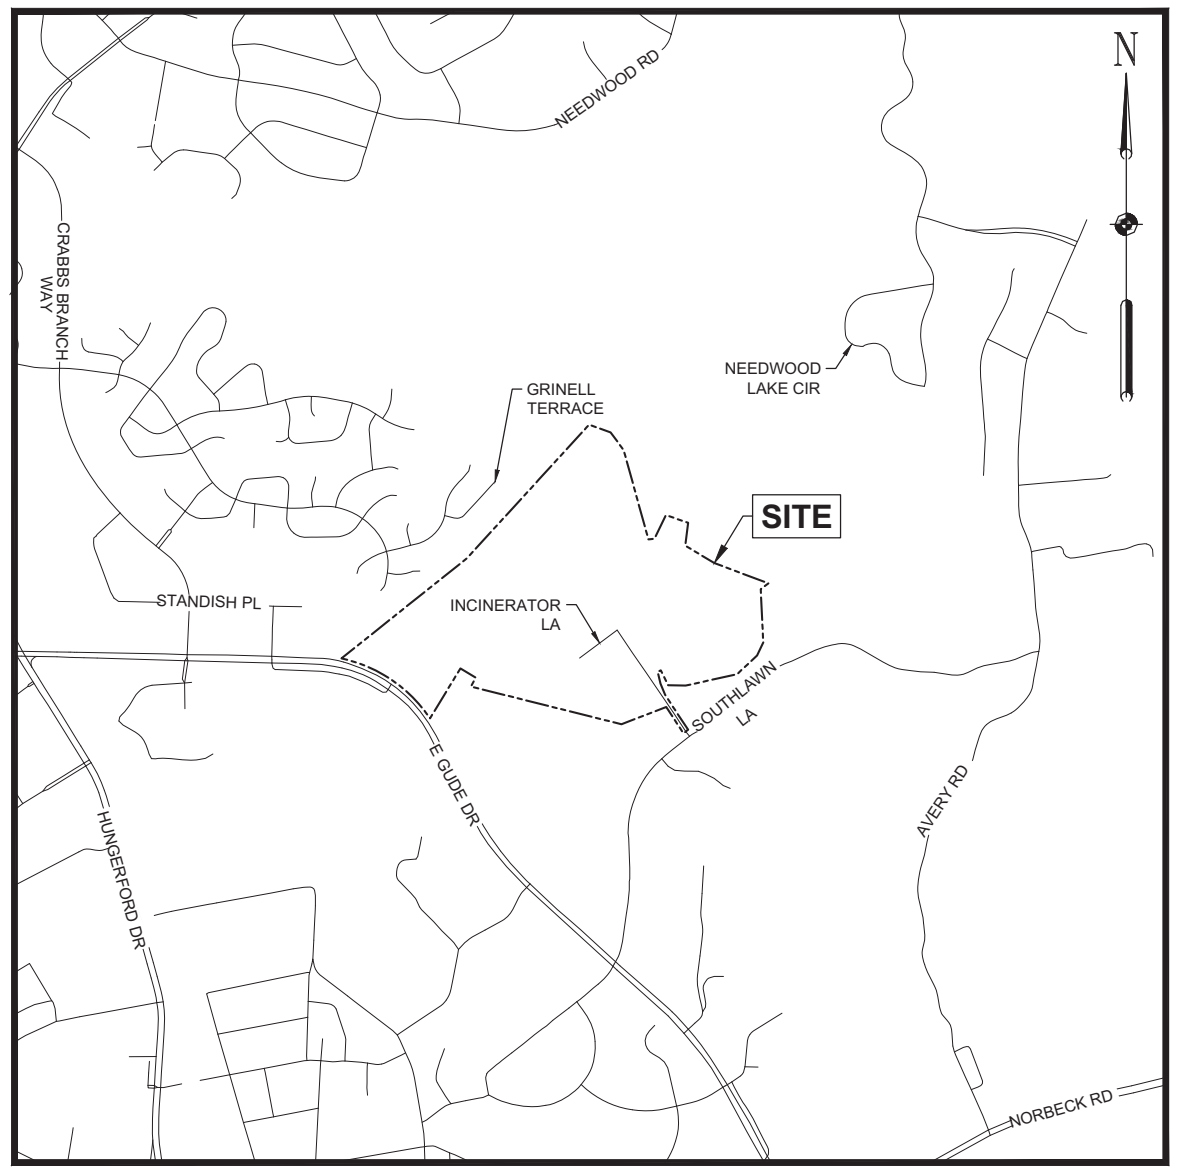 N
NEEDWOOD RD
CRABBS BRANCH
WAY
NEEDWOOD
LAKE CIR
GRINELL
TERRACE
SITE
STANDISH PL
INCINERATOR
LA
SOUTHLAWN
LA
E GUDE DR
AVERY RD
HUNGERFORD DR
NORBECK RD